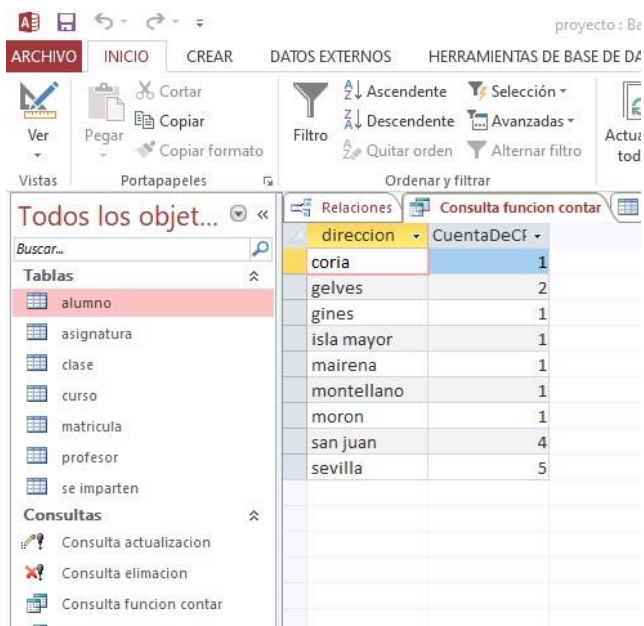 proyecto : Ba
ARCHIVO INICIO CREAR DATOS EXTERNOS HERRAMIENTAS DE BASE DE DA
Ver
Pegar
Cortar
Copiar
Copiar formato
Filtro
Ascendente
Descendente
Quitar orden
Selección
Avanzadas
Alternar filtro
Actua
tod
Vistas Portapapeles Ordenar y filtrar
Todos los objet... «
Buscar...
Tablas
alumno
asignatura
clase
curso
matricula
profesor
se imparten
Consultas
Consulta actualizacion
Consulta elimacion
Consulta funcion contar
Relaciones Consulta funcion contar
direccion CuentaDeCF
coria 1
gelves 2
gines 1
isla mayor 1
mairena 1
montellano 1
moron 1
san juan 4
sevilla 5